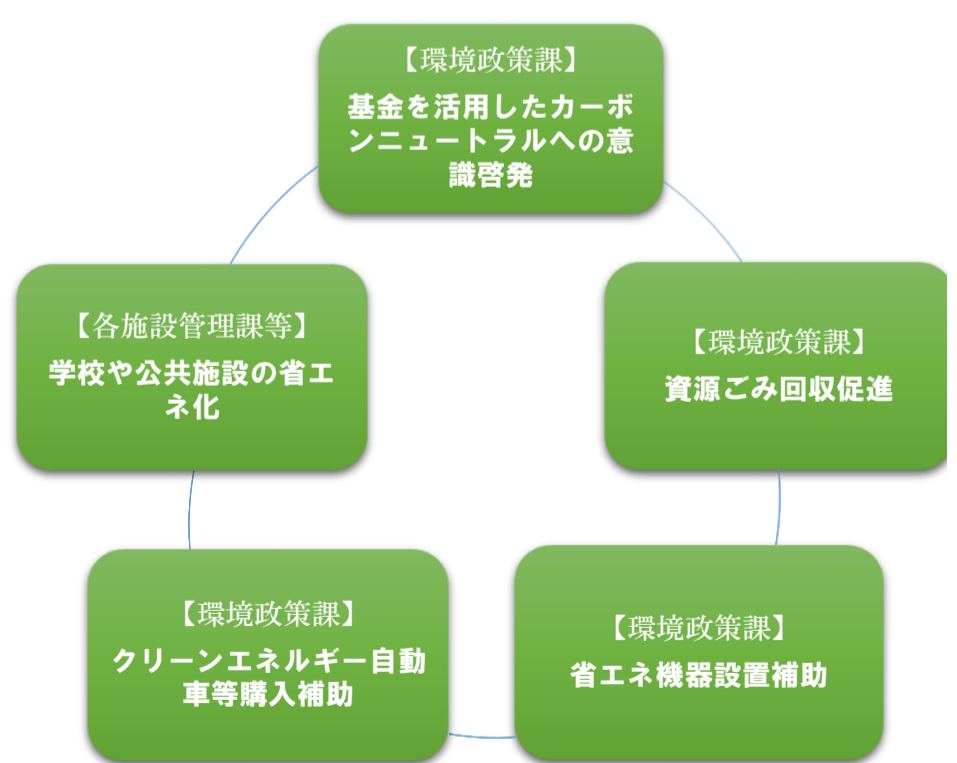 【環境政策課】
基金を活用したカーボ
ンニュートラルへの意
識啓発
【各施設管理課等】
学校や公共施設の省エ
ネ化
【環境政策課】
資源ごみ回収促進
【環境政策課】
クリーンエネルギー自動
車等購入補助
【環境政策課】
省エネ機器設置補助